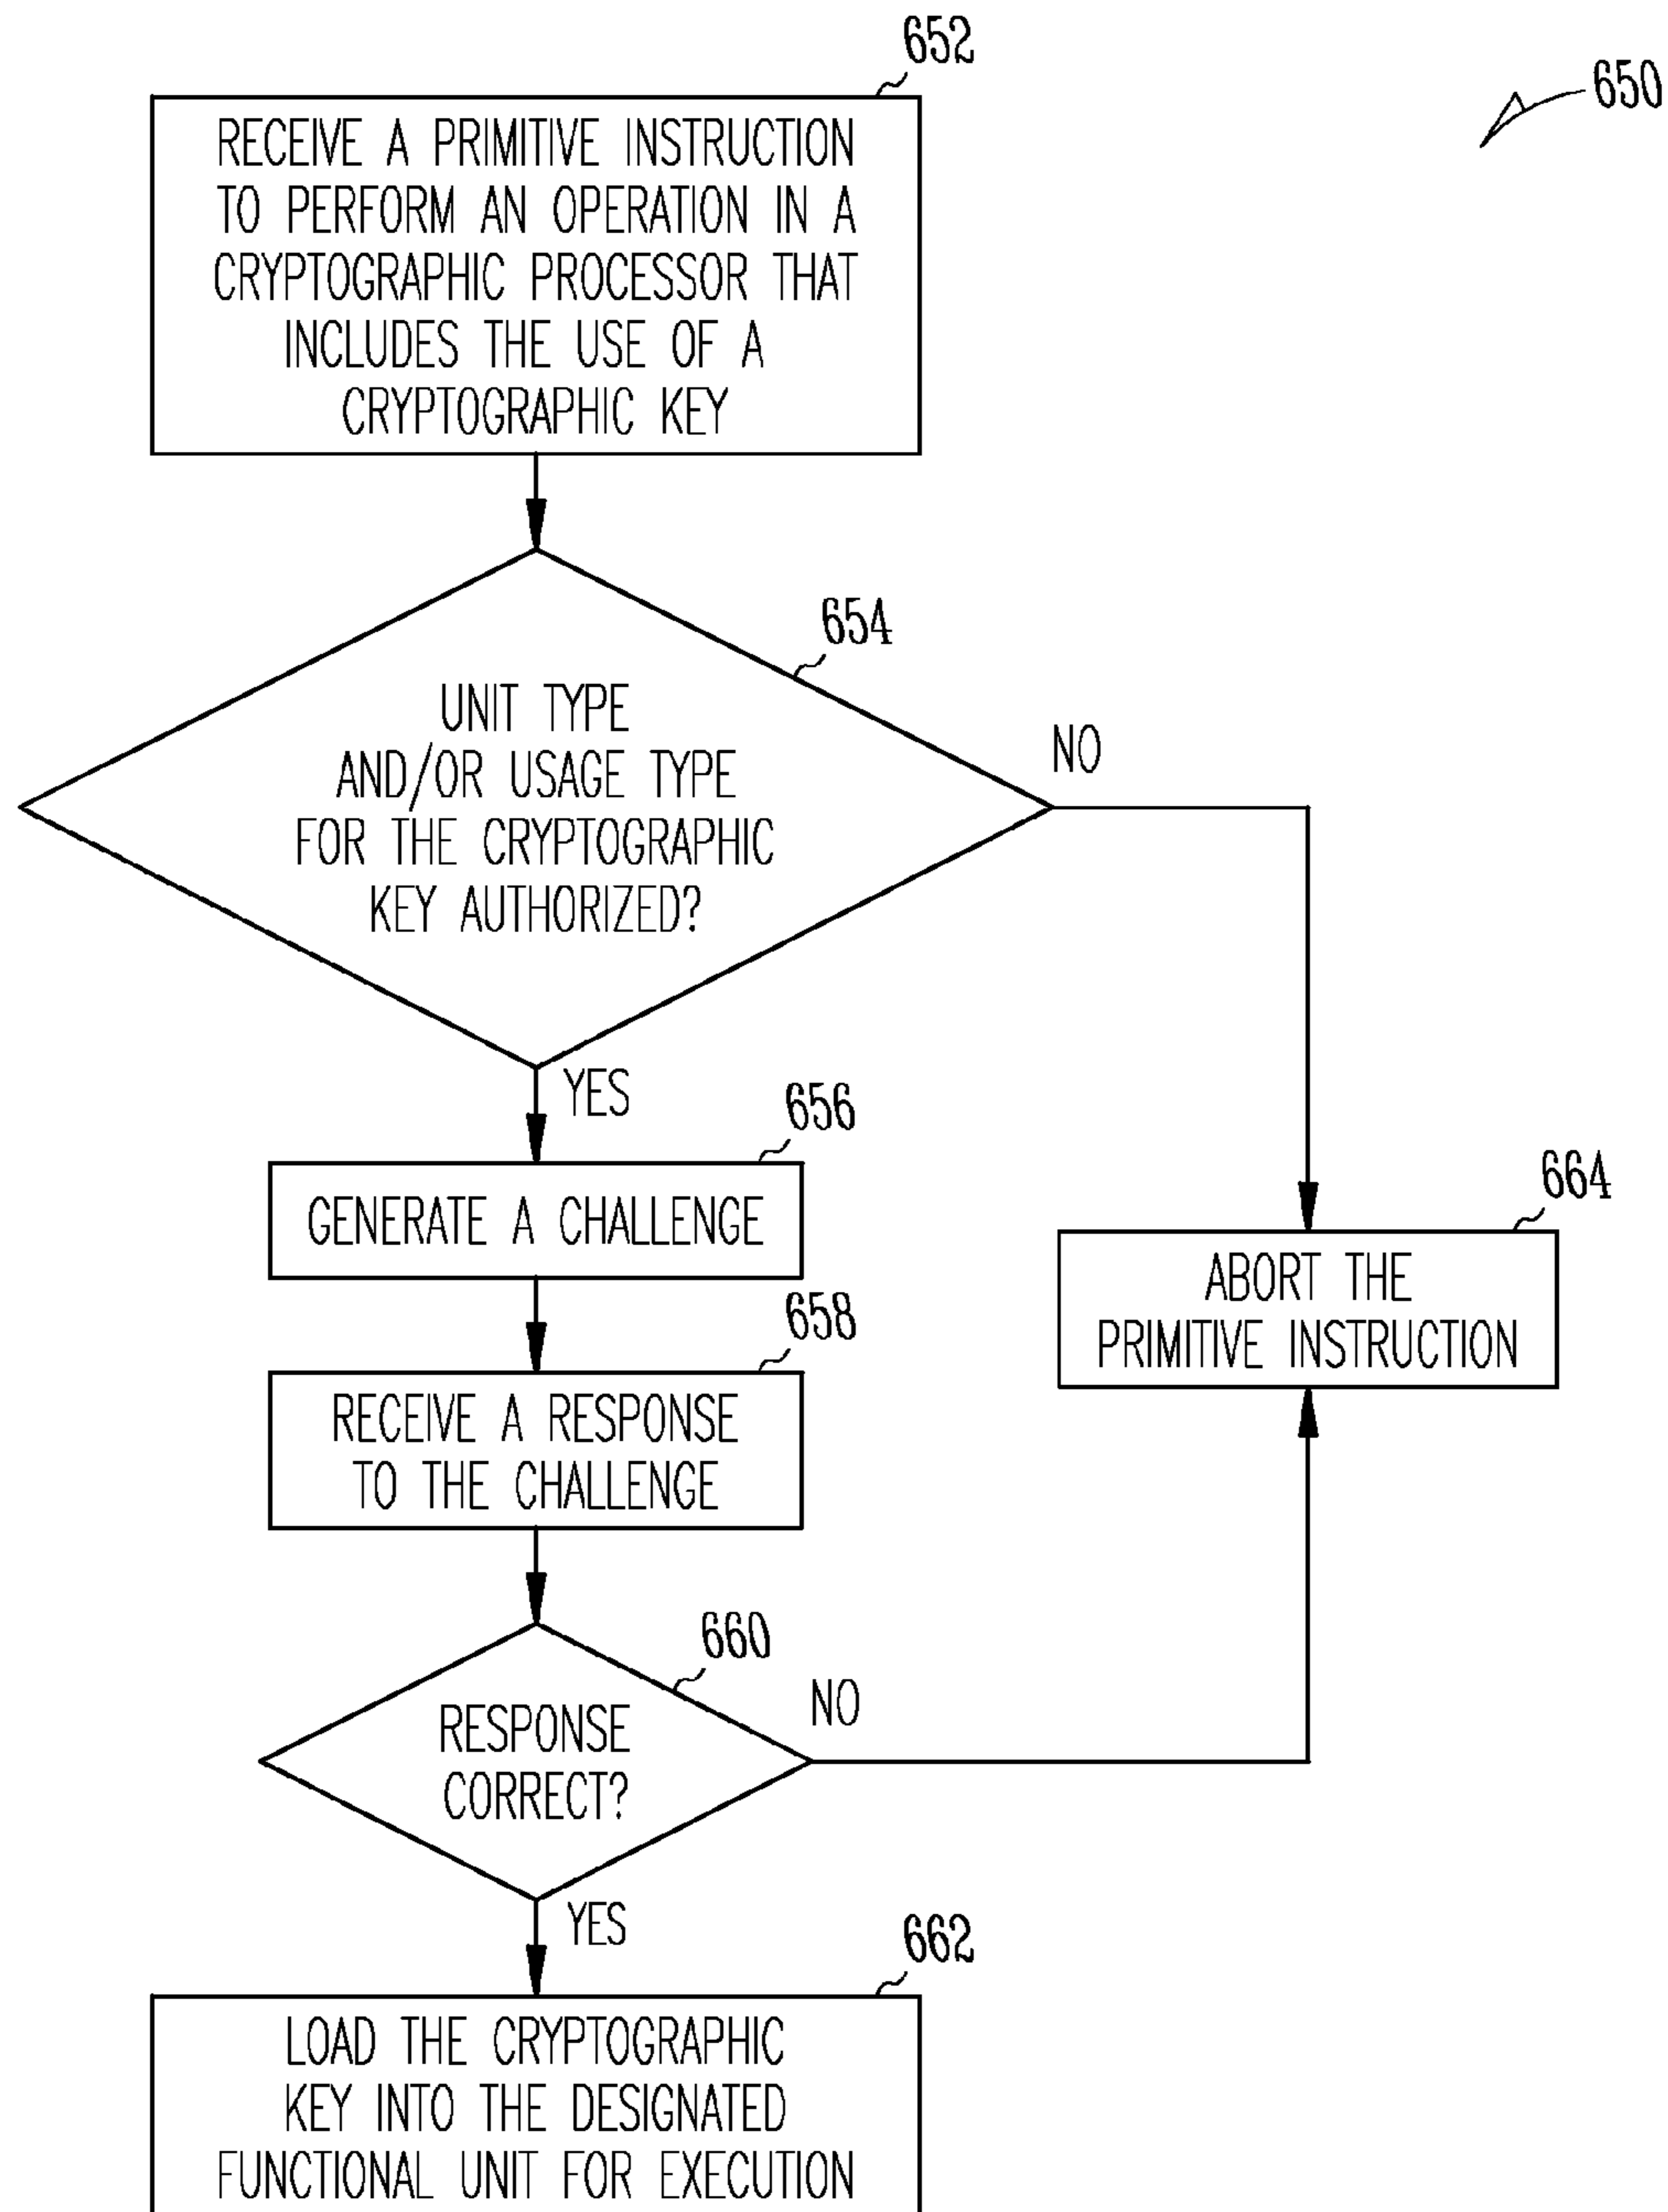 652
650
RECEIVE A PRIMITIVE INSTRUCTION
TO PERFORM AN OPERATION IN A
CRYPTOGRAPHIC PROCESSOR THAT
INCLUDES THE USE OF A
CRYPTOGRAPHIC KEY
654
UNIT TYPE
AND/OR USAGE TYPE
FOR THE CRYPTOGRAPHIC
KEY AUTHORIZED?
NO
YES
656
GENERATE A CHALLENGE
658
RECEIVE A RESPONSE
TO THE CHALLENGE
664
ABORT THE
PRIMITIVE INSTRUCTION
660
RESPONSE
CORRECT?
NO
YES
662
LOAD THE CRYPTOGRAPHIC
KEY INTO THE DESIGNATED
FUNCTIONAL UNIT FOR EXECUTION